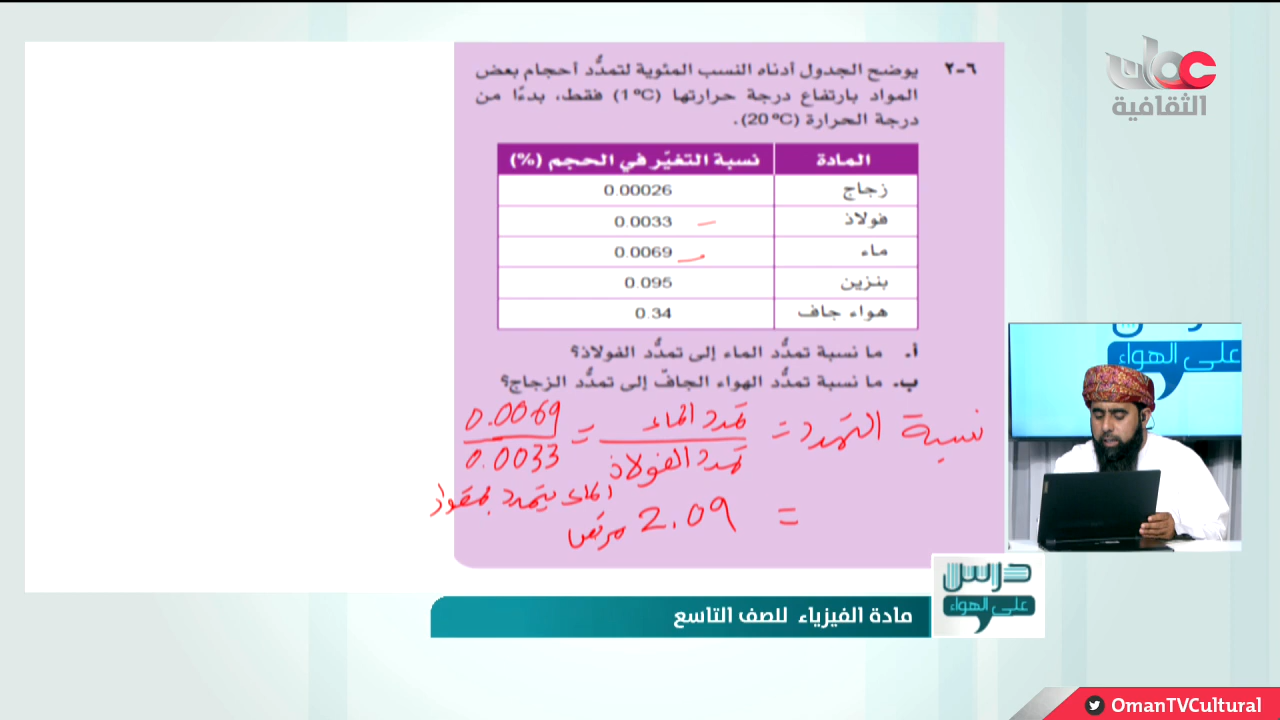 عمان
الثقافية
٢-٦ يوضح الجدول أدناه النسب المئوية لتمدُّد أحجام بعض
المواد بارتفاع درجة حرارتها (1 ºC) فقط، بدءًا من
درجة الحرارة (20 ºC).
المادة نسبة التغيّر في الحجم (%)
زجاج 0.00026
فولاذ 0.0033
ماء 0.0069
بنزين 0.095
هواء جاف 0.34
أ. ما نسبة تمدُّد الماء إلى تمدُّد الفولاذ؟
ب. ما نسبة تمدُّد الهواء الجافّ إلى تمدُّد الزجاج؟
نسبة التمدد = تمدد الماء / تمدد الفولاذ = 0.0069 / 0.0033
= 2.09
الماء يتمدد بمقدار
على الهواء
درس
على الهواء
مادة الفيزياء للصف التاسع
OmanTVCultural